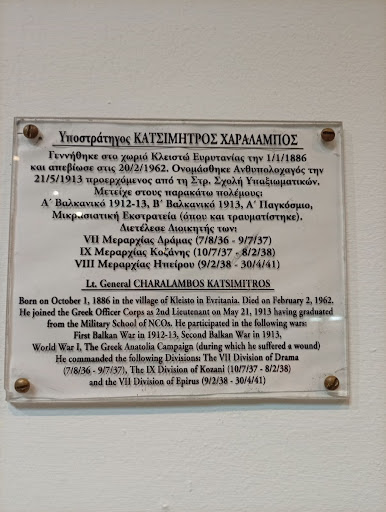 Υποστράτηγος ΚΑΤΣΙΜΗΤΡΟΣ ΧΑΡΑΛΑΜΠΟΣ
Γεννήθηκε στο χωριό Κλειστό Ευρυτανίας την 1/1/1886
και απεβίωσε στις 20/2/1962. Ονομάσθηκε Ανθυπολοχαγός την
21/5/1913 προερχόμενος από τη Στρ. Σχολή Υπαξιωματικών.
Μετείχε στους παρακάτω πολέμους:
Α΄ Βαλκανικό 1912-13, Β΄ Βαλκανικό 1913, Α΄ Παγκόσμιο,
Μικρασιατική Εκστρατεία (όπου και τραυματίστηκε).
Διετέλεσε Διοικητής των:
VII Μεραρχίας Δράμας (7/8/36 - 9/7/37)
IX Μεραρχίας Κοζάνης (10/7/37 - 8/2/38)
VIII Μεραρχίας Ηπείρου (9/2/38 - 30/4/41)
Lt. General CHARALAMBOS KATSIMITROS
Born on October 1, 1886 in the village of Kleisto in Evritania. Died on February 2, 1962.
He joined the Greek Officer Corps as 2nd Lieutenant on May 21, 1913 having graduated
from the Military School of NCOs. He participated in the following wars:
First Balkan War in 1912-13, Second Balkan War in 1913,
World War I, The Greek Anatolia Campaign (during which he suffered a wound)
He commanded the following Divisions: The VII Division of Drama
(7/8/36 - 9/7/37), The IX Division of Kozani (10/7/37 - 8/2/38)
and the VII Division of Epirus (9/2/38 - 30/4/41)